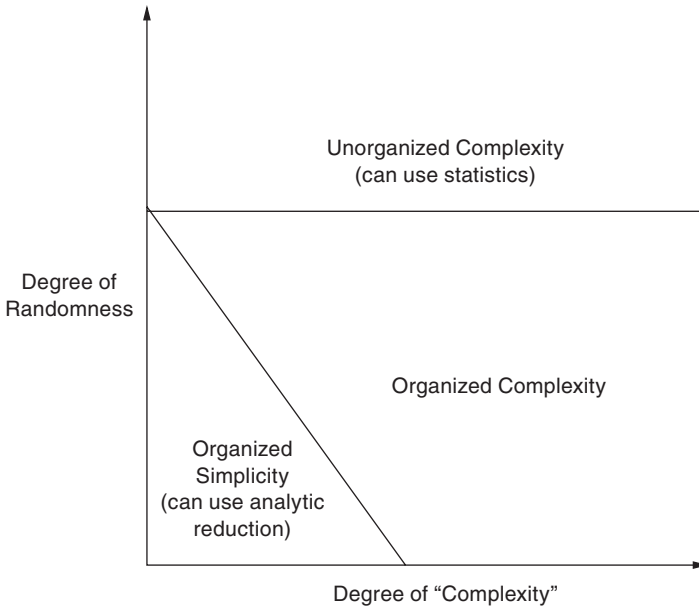 Unorganized Complexity
(can use statistics)
Degree of
Randomness
Organized Complexity
Organized
Simplicity
(can use analytic
reduction)
Degree of “Complexity”